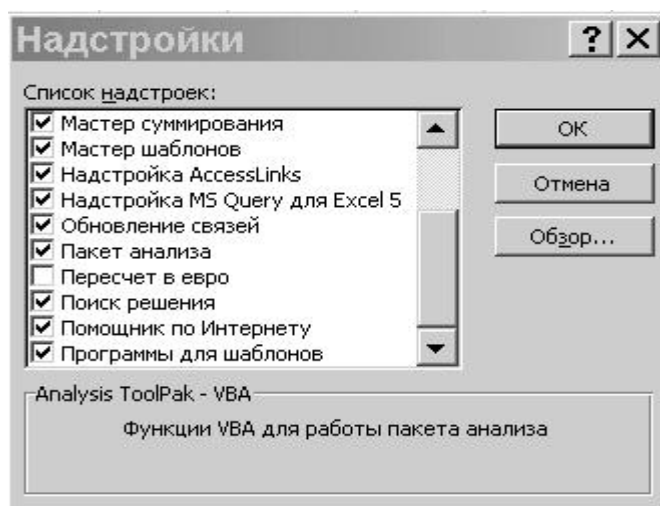 Надстройки
Список надстроек:
Мастер суммирования
Мастер шаблонов
Надстройка AccessLinks
Надстройка MS Query для Excel 5
Обновление связей
Пакет анализа
Пересчет в евро
Поиск решения
Помощник по Интернету
Программы для шаблонов
ОК
Отмена
Обзор...
Analysis ToolPak - VBA
Функции VBA для работы пакета анализа